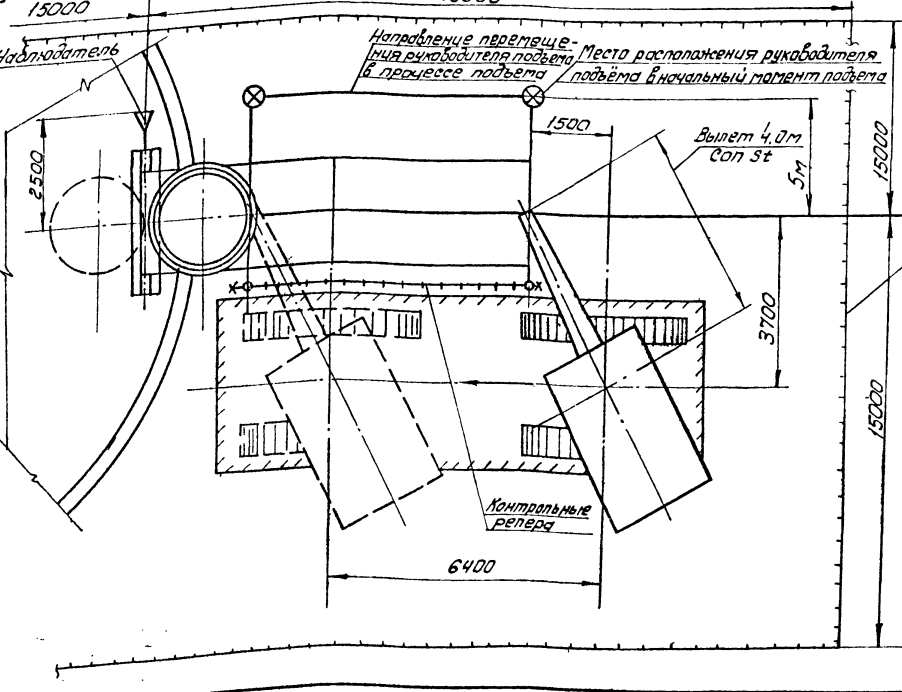 15000
Наблюдатель
Направление перемеще-
ния руководителя подъема
в процессе подъема
Место расположения руководителя
подъёма в начальный момент подъема
1500
Вылет 4.0м
Con St
5м
15000
2500
3700
15000
Контрольные
репера
6400